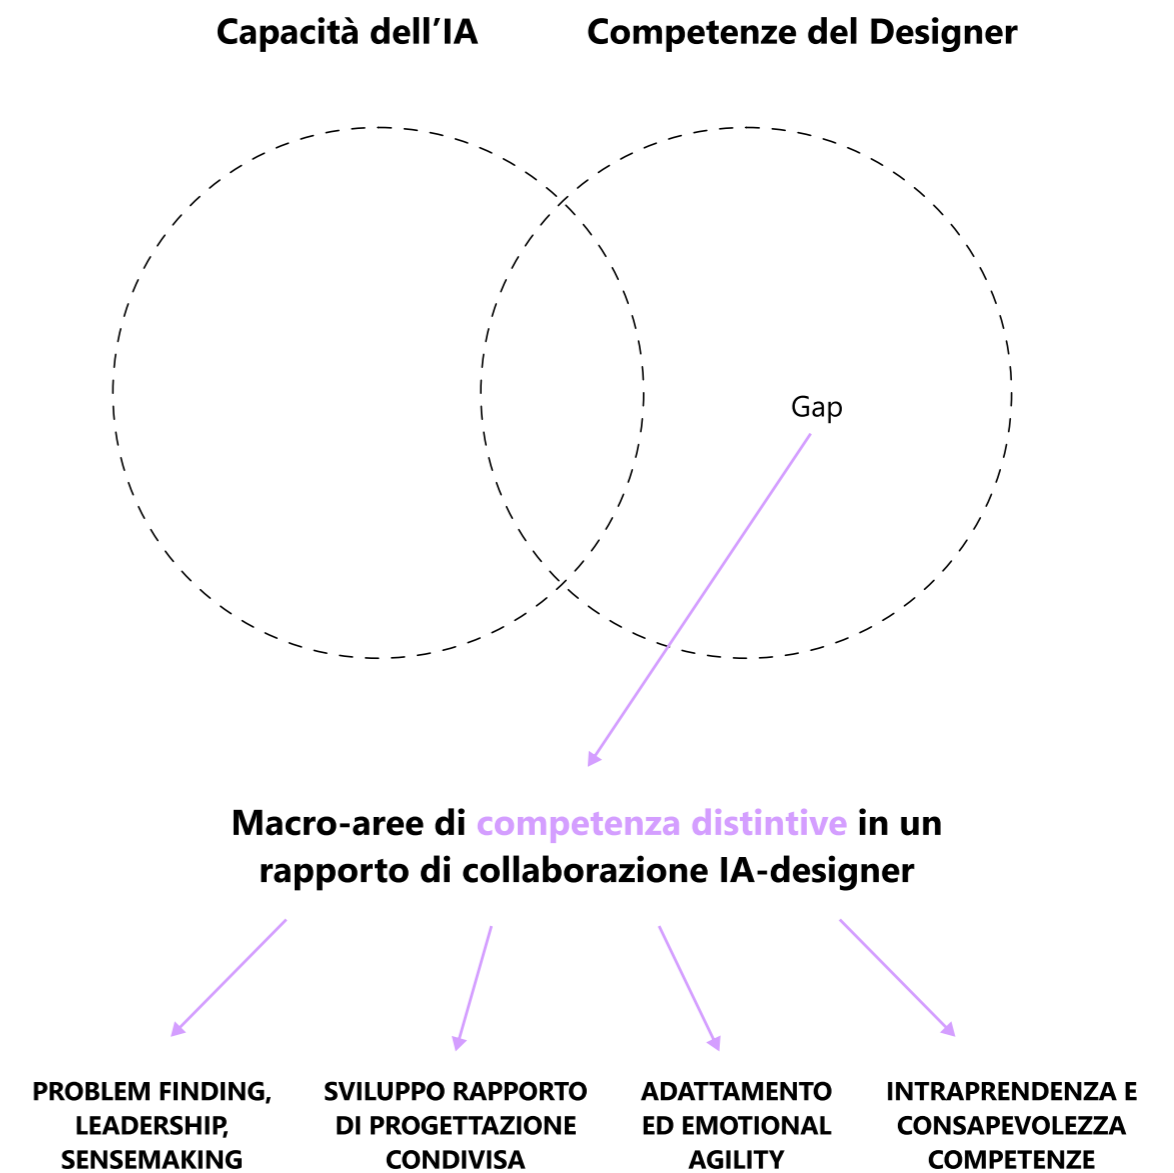 Capacità dell’IA
Competenze del Designer
Gap
Macro-aree di competenza distintive in un
rapporto di collaborazione IA-designer
PROBLEM FINDING,
LEADERSHIP,
SENSEMAKING
SVILUPPO RAPPORTO
DI PROGETTAZIONE
CONDIVISA
ADATTAMENTO
ED EMOTIONAL
AGILITY
INTRAPRENDENZA E
CONSAPEVOLEZZA
COMPETENZE